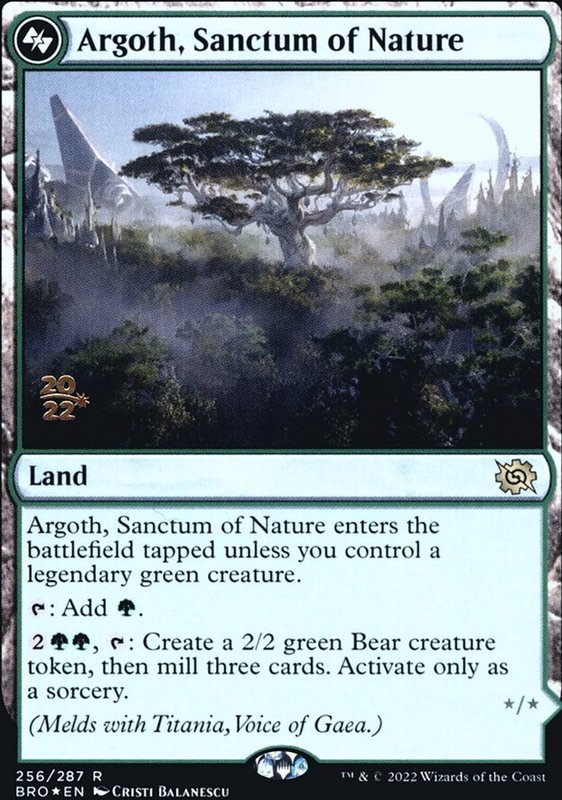 Argoth, Sanctum of Nature
20
22
Land
Argoth, Sanctum of Nature enters the
battlefield tapped unless you control a
legendary green creature.
: Add .
2, : Create a 2/2 green Bear creature
token, then mill three cards. Activate only as
a sorcery.
★/★
(Melds with Titania, Voice of Gaea.)
256/287 R
BRO★EN Cristi Balanescu
™ & © 2022 Wizards of the Coast